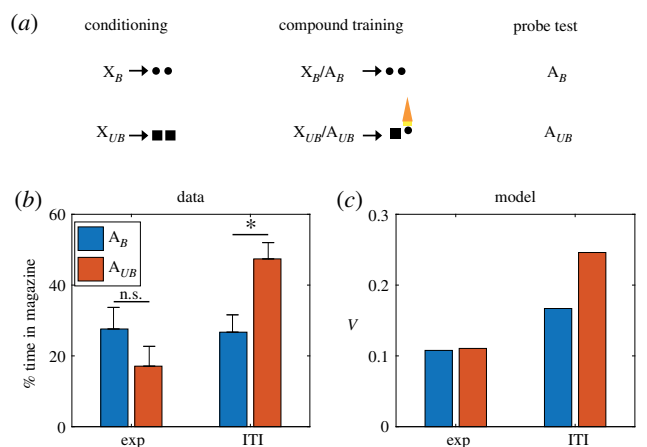 (a)
conditioning
compound training
probe test
X_B
X_B/A_B
A_B
X_UB
X_UB/A_UB
A_UB
(b)
data
(c)
model
60
40
20
0
% time in magazine
A_B
A_UB
n.s.
*
exp
ITI
0.3
0.2
0.1
0
V
exp
ITI